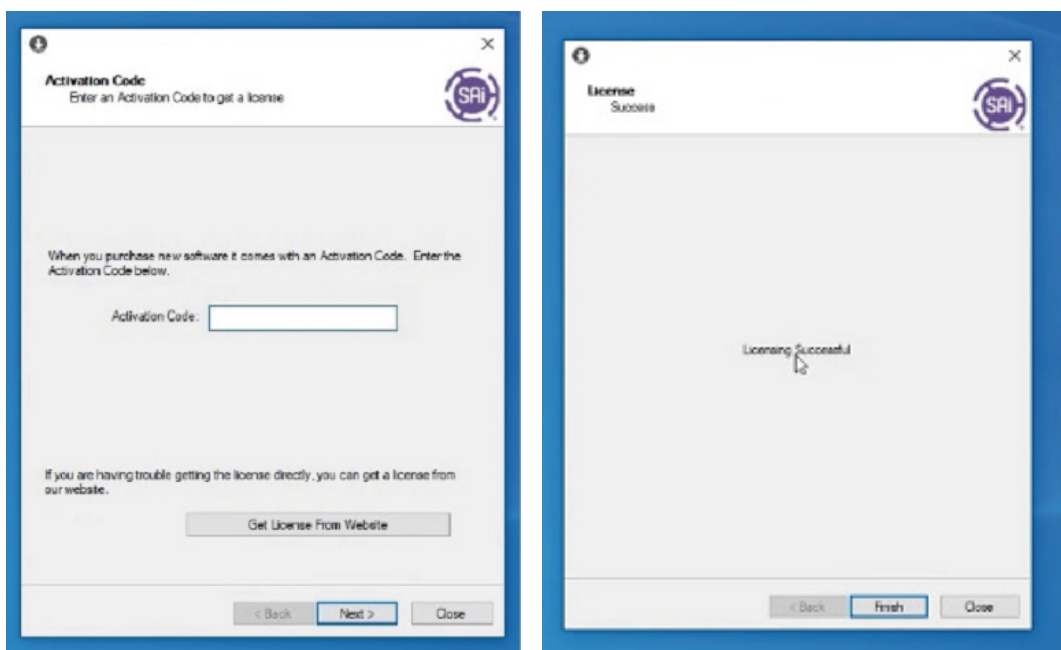 Activation Code
Enter an Activation Code to get a license
SAi
When you purchase new software it comes with an Activation Code. Enter the
Activation Code below.
Activation Code:
If you are having trouble getting the license directly, you can get a license from
our website.
Get License From Website
< Back
Next >
Close
License
Success
SAi
Licensing Successful
< Back
Finish
Close